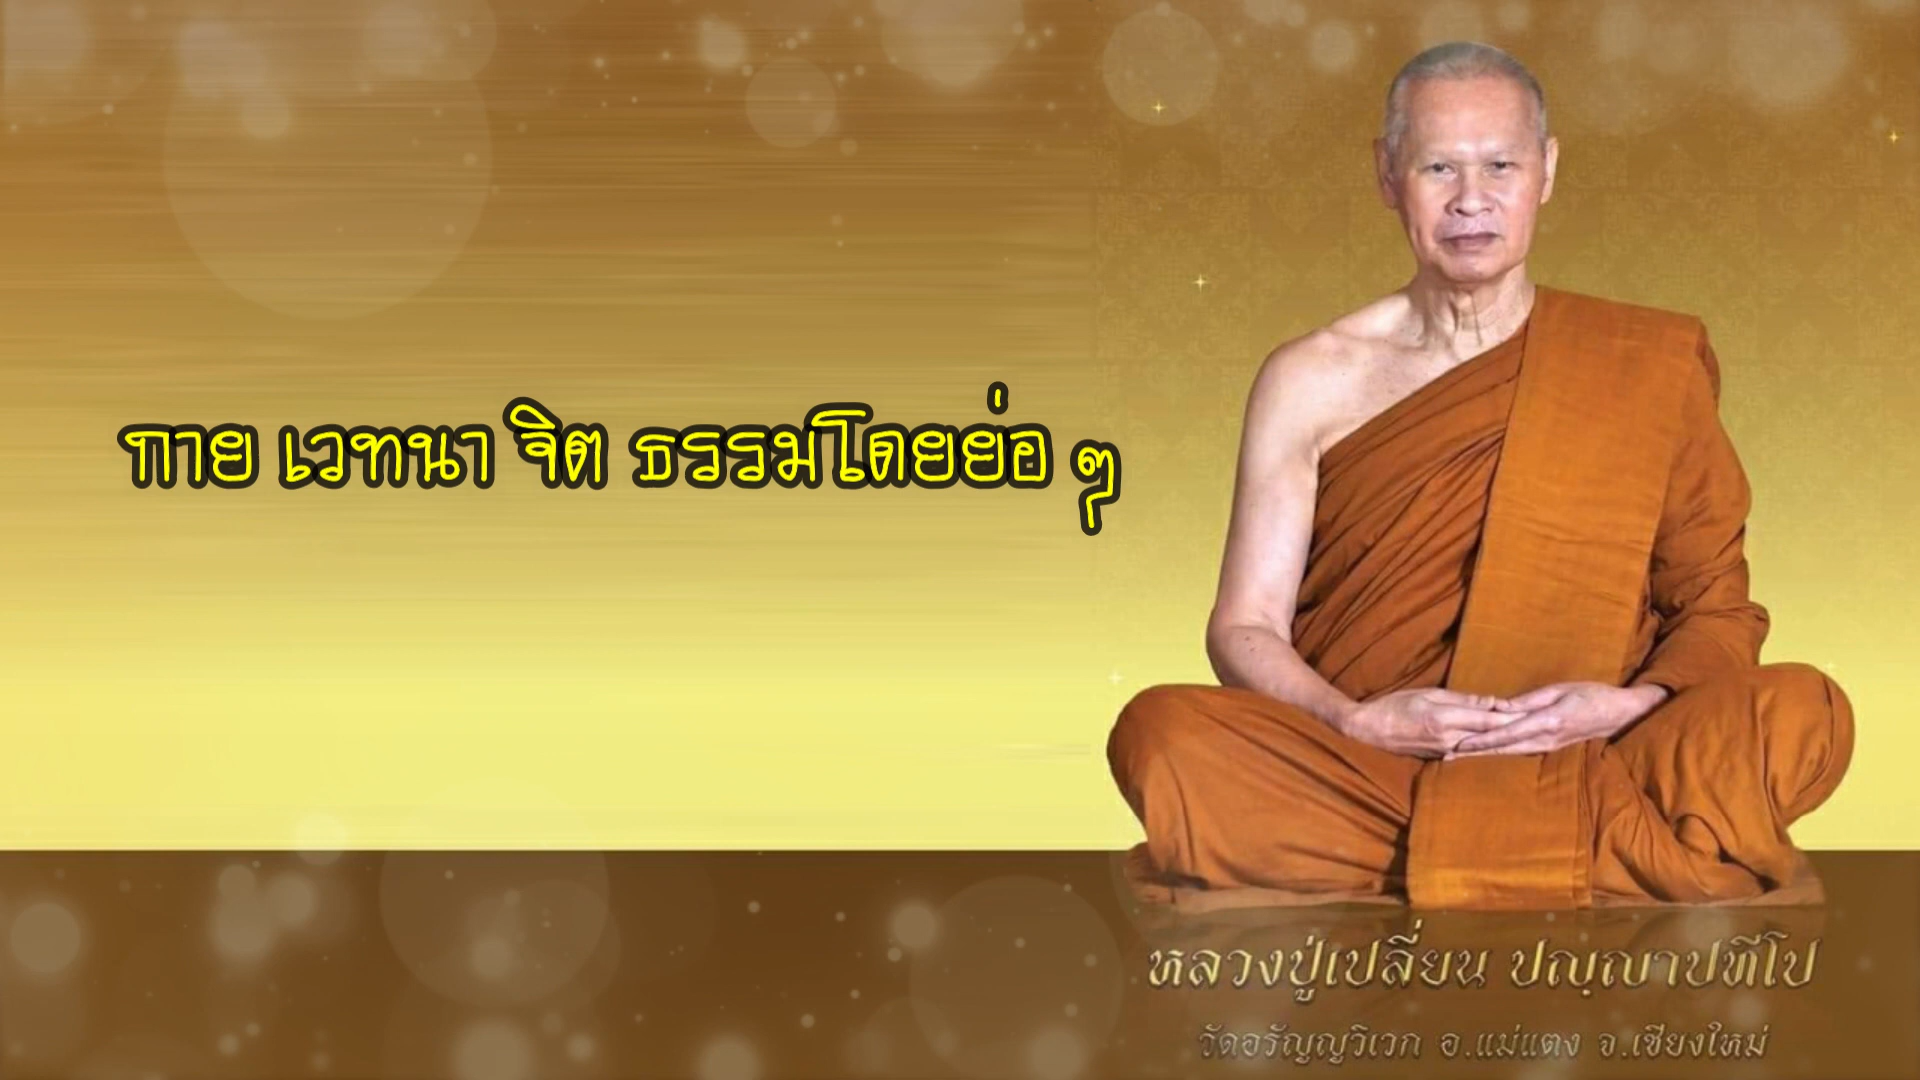 กาย เวทนา จิต ธรรมโดยย่อ ๆ
หลวงปู่เปลี่ยน ปญฺญาปทีโป
วัดอรัญญวิเวก อ.แม่แตง จ.เชียงใหม่